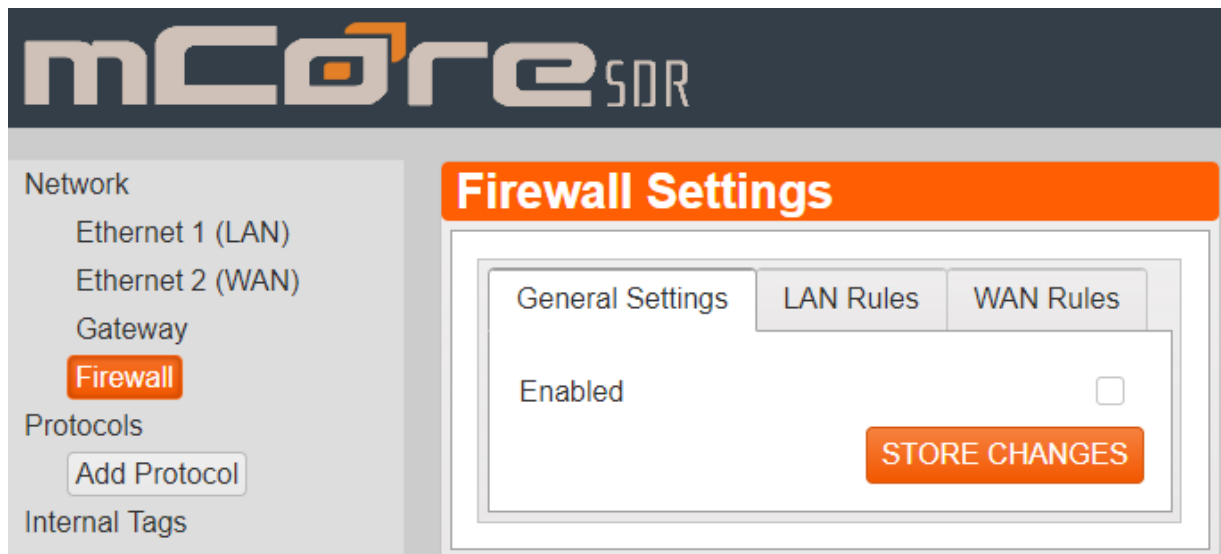 mCore SDR
Network
Ethernet 1 (LAN)
Ethernet 2 (WAN)
Gateway
Firewall
Protocols
Add Protocol
Internal Tags
Firewall Settings
General Settings LAN Rules WAN Rules
Enabled
STORE CHANGES